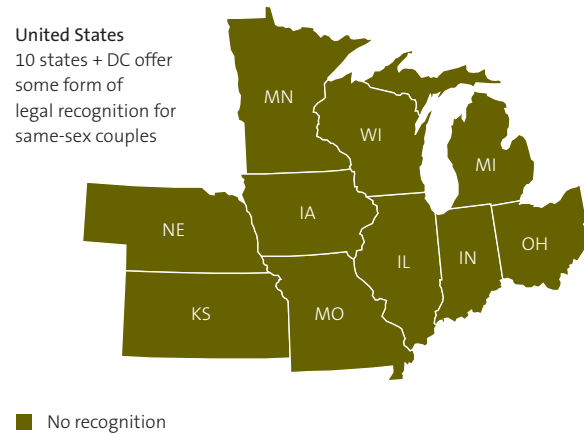 United States
10 states + DC offer
some form of
legal recognition for
same-sex couples
MN
WI
MI
IA
NE
IL
IN
OH
KS
MO
No recognition